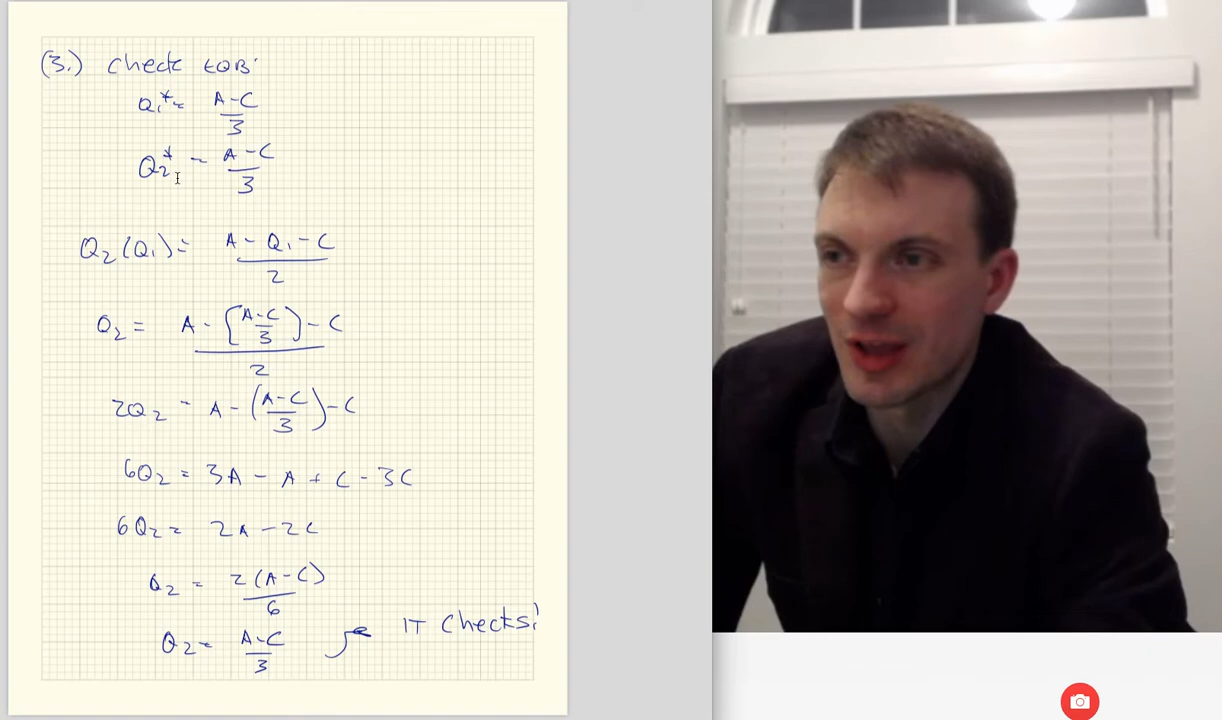 (3.) Check EQB:
Q₁* = (A-C)/3
Q₂* = (A-C)/3
Q₂(Q₁) = (A - Q₁ - C)/2
Q₂ = (A - [(A-C)/3] - C)/2
2Q₂ = A - ((A-C)/3) - C
6Q₂ = 3A - A + C - 3C
6Q₂ = 2A - 2C
Q₂ = 2(A-C)/6
Q₂ = (A-C)/3
IT Checks!